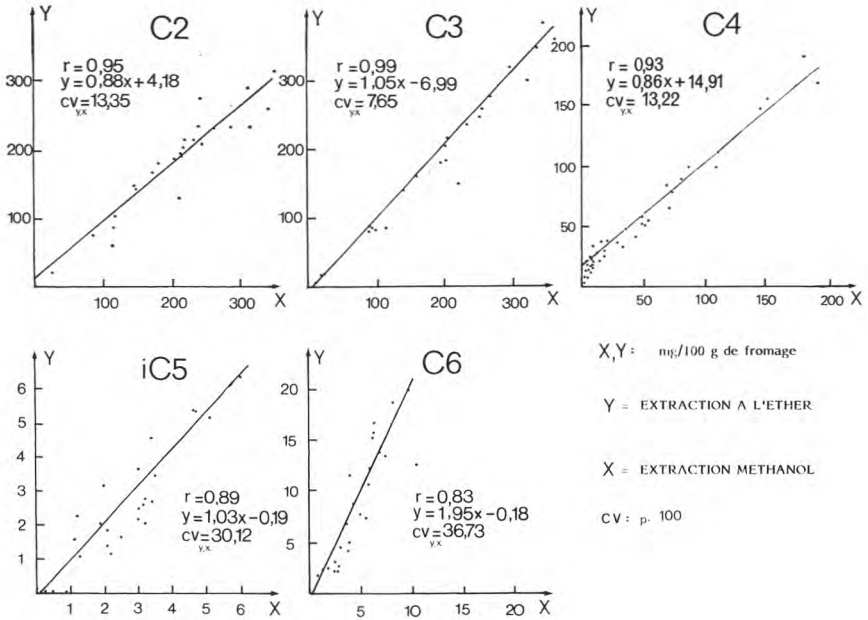 Y
C2
r=0,95
y=0,88x+4,18
cv=13,35
y,x
300
200
100
100
200
300
X
Y
C3
r=0,99
y=1,05x-6,99
cv=7,65
y,x
300
200
100
100
200
300
X
Y
C4
r=0,93
y=0,86x+14,91
cv=13,22
y,x
200
150
100
50
50
100
150
200
X
Y
iC5
r=0,89
y=1,03x-0,19
cv=30,12
y,x
6
5
4
3
2
1
1
2
3
4
5
6
X
Y
C6
r=0,83
y=1,95x-0,18
cv=36,73
y,x
20
15
10
5
5
10
15
20
X
X,Y: mg/100 g de fromage
Y = EXTRACTION A L'ETHER
X = EXTRACTION METHANOL
CV: p. 100